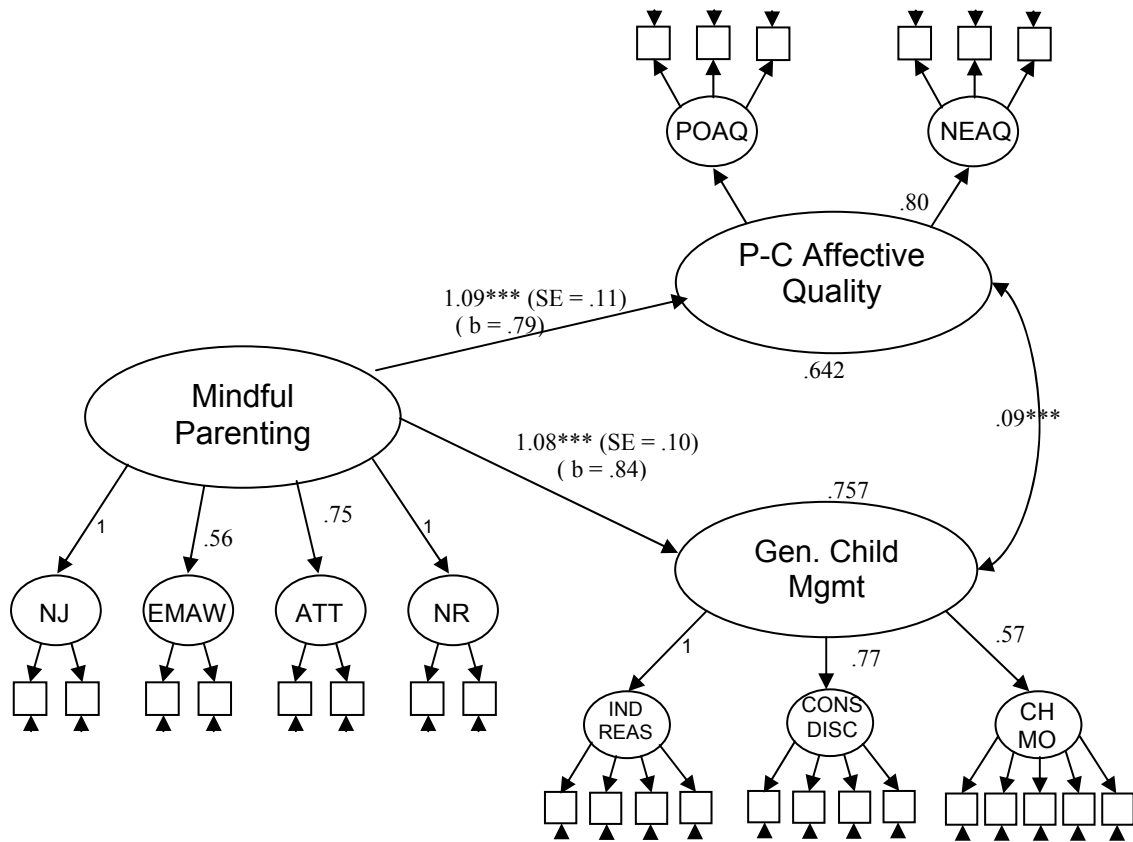 POAQ
NEAQ
.80
P-C Affective
Quality
.642
1.09*** (SE = .11)
( b = .79)
Mindful
Parenting
.09***
1.08*** (SE = .10)
( b = .84)
.757
Gen. Child
Mgmt
1
.56
.75
1
NJ
EMAW
ATT
NR
1
.77
.57
IND
REAS
CONS
DISC
CH
MO